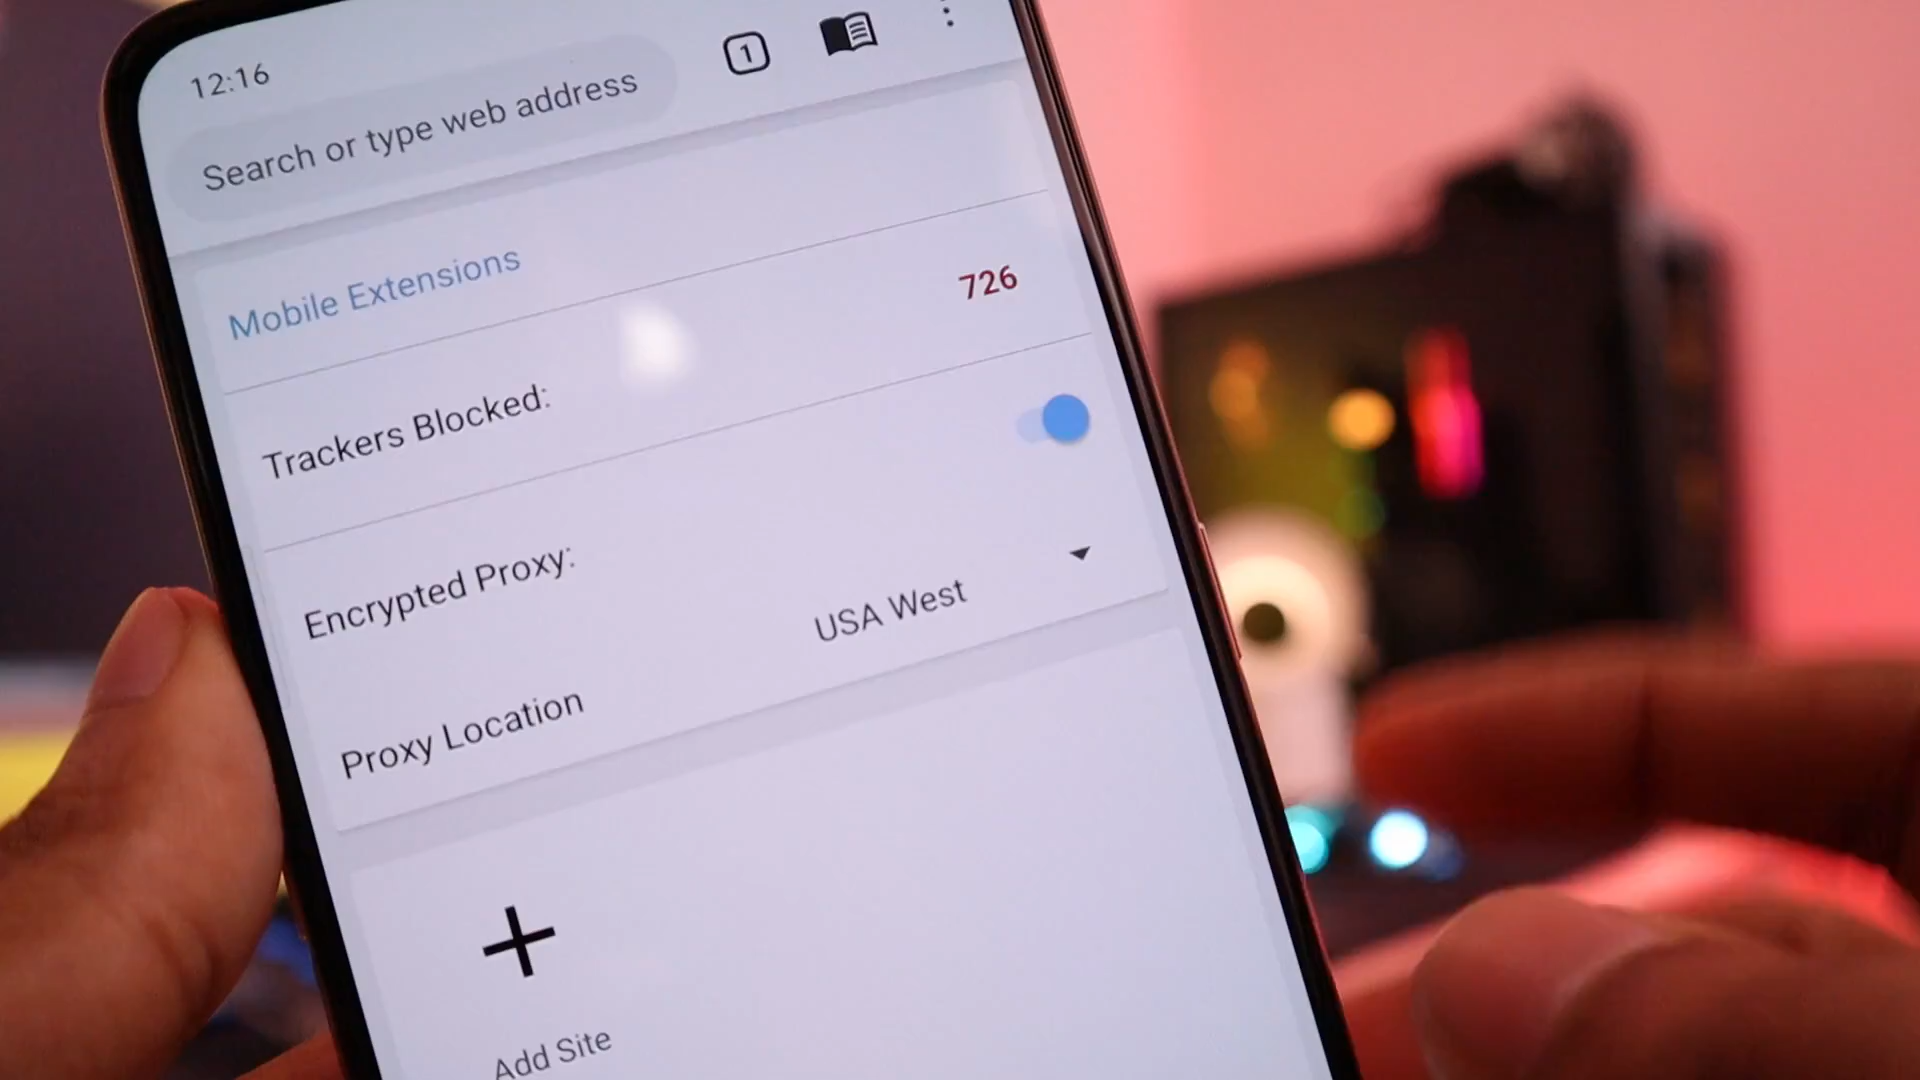 12:16
Search or type web address
1
Mobile Extensions
Trackers Blocked:
726
Encrypted Proxy:
Proxy Location
USA West
Add Site